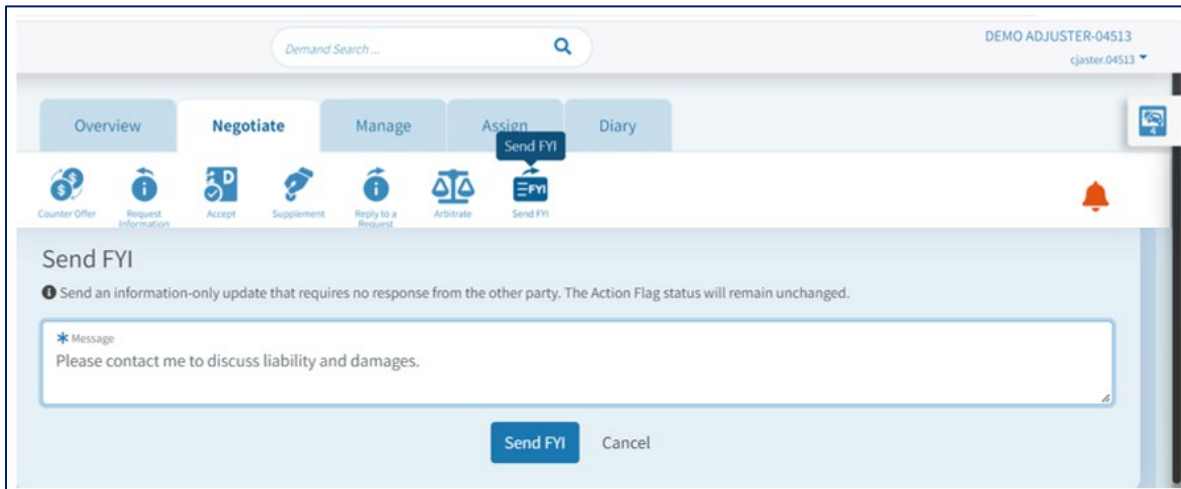 Demand Search ...
DEMO ADJUSTER-04513
cjaster.04513
Overview
Negotiate
Manage
Assign
Diary
Send FYI
4
Counter Offer
Request
Information
D
Accept
Supplement
Reply to a
Request
Arbitrate
FYI
Send FYI
Send FYI
Send an information-only update that requires no response from the other party. The Action Flag status will remain unchanged.
Message
Please contact me to discuss liability and damages.
Send FYI
Cancel